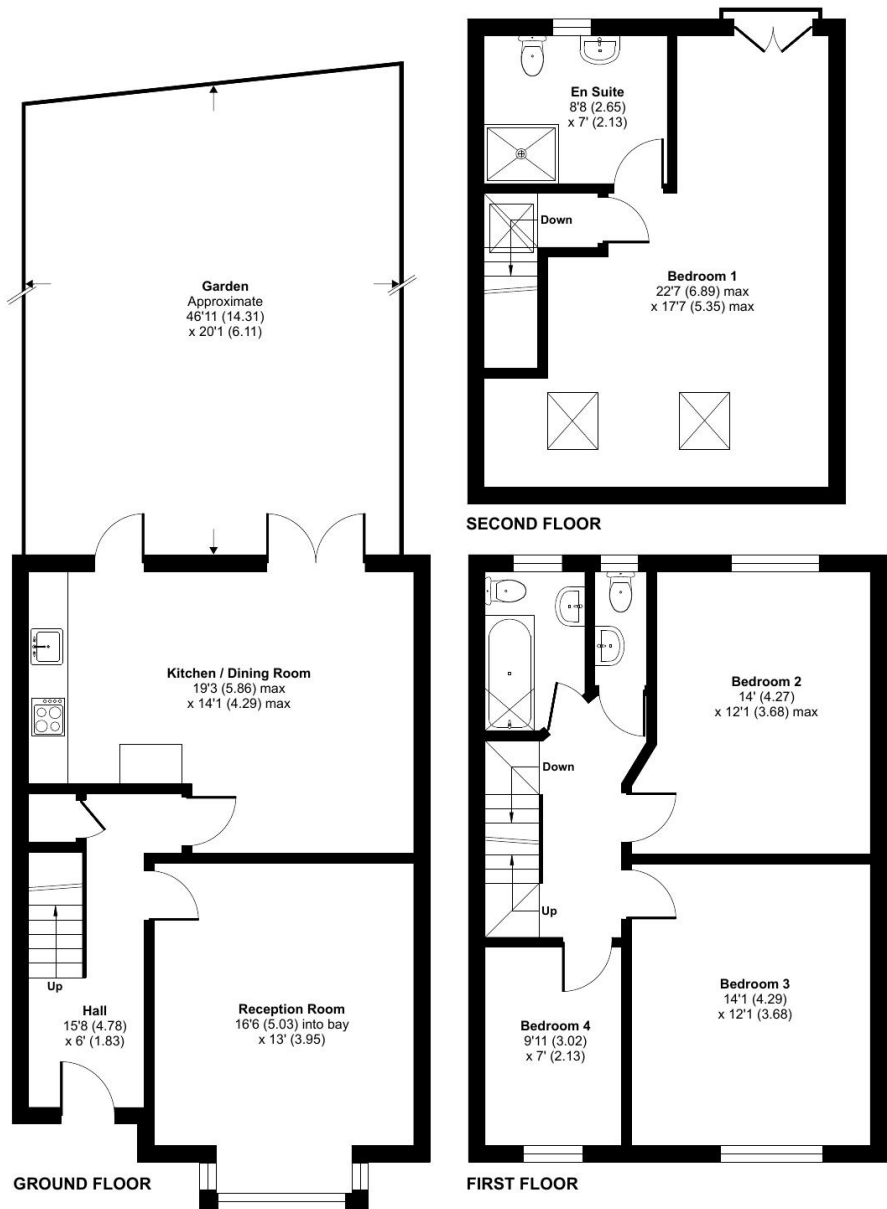 En Suite
8'8 (2.65)
x 7' (2.13)
Down
Bedroom 1
22'7 (6.89) max
x 17'7 (5.35) max
SECOND FLOOR
Garden
Approximate
46'11 (14.31)
x 20'1 (6.11)
Kitchen / Dining Room
19'3 (5.86) max
x 14'1 (4.29) max
Up
Hall
15'8 (4.78)
x 6' (1.83)
Reception Room
16'6 (5.03) into bay
x 13' (3.95)
GROUND FLOOR
Bedroom 2
14' (4.27)
x 12'1 (3.68) max
Down
Up
Bedroom 3
14'1 (4.29)
x 12'1 (3.68)
Bedroom 4
9'11 (3.02)
x 7' (2.13)
FIRST FLOOR